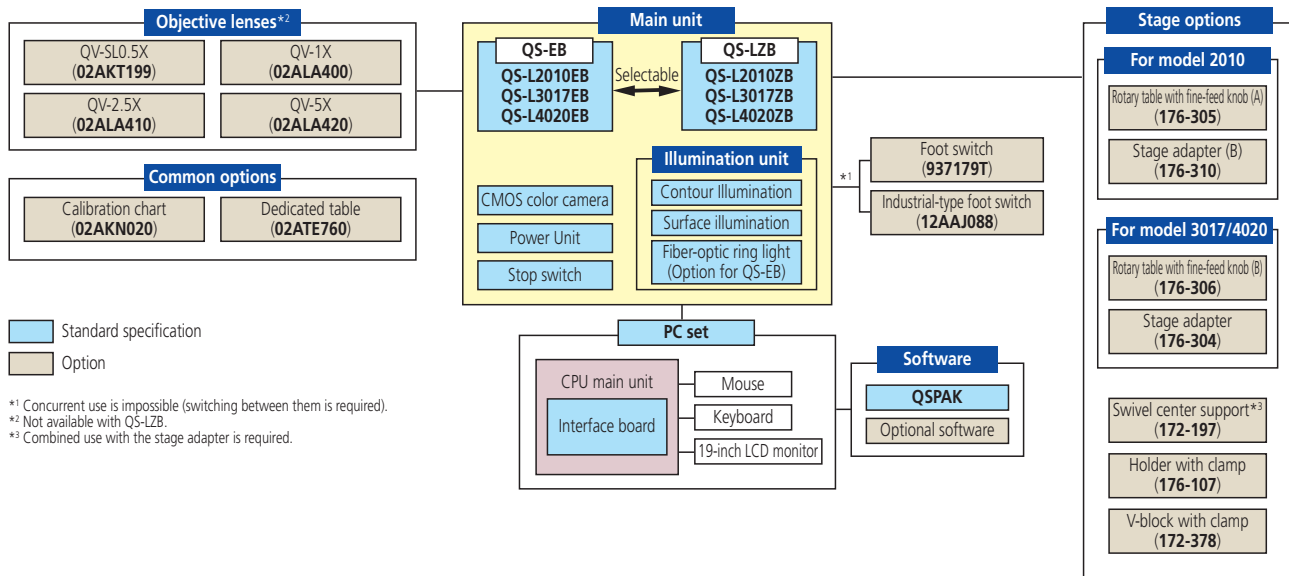 Objective lenses*2
QV-SL0.5X
(02AKT199)
QV-1X
(02ALA400)
QV-2.5X
(02ALA410)
QV-5X
(02ALA420)
Common options
Calibration chart
(02AKN020)
Dedicated table
(02ATE760)
Standard specification
Option
*1 Concurrent use is impossible (switching between them is required).
*2 Not available with QS-LZB.
*3 Combined use with the stage adapter is required.
Main unit
QS-EB
QS-L2010EB
QS-L3017EB
QS-L4020EB
Selectable
QS-LZB
QS-L2010ZB
QS-L3017ZB
QS-L4020ZB
CMOS color camera
Power Unit
Stop switch
Illumination unit
Contour Illumination
Surface illumination
Fiber-optic ring light
(Option for QS-EB)
*1
Foot switch
(937179T)
Industrial-type foot switch
(12AAJ088)
PC set
CPU main unit
Interface board
Mouse
Keyboard
19-inch LCD monitor
Software
QSPAK
Optional software
Stage options
For model 2010
Rotary table with fine-feed knob (A)
(176-305)
Stage adapter (B)
(176-310)
For model 3017/4020
Rotary table with fine-feed knob (B)
(176-306)
Stage adapter
(176-304)
Swivel center support*3
(172-197)
Holder with clamp
(176-107)
V-block with clamp
(172-378)